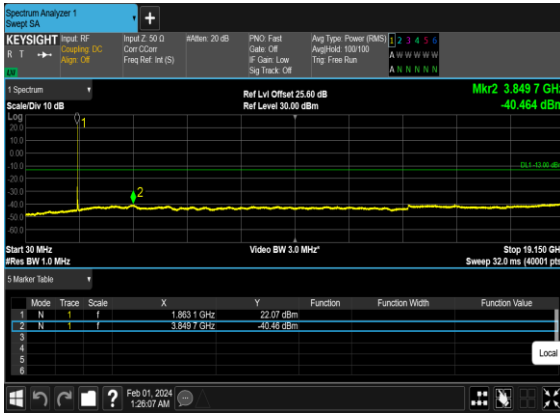 Spectrum Analyzer 1
Swept SA
+
KEYSIGHT Input: RF Input Z: 50 Ω #Atten: 20 dB PNO: Fast Avg Type: Power (RMS) 1 2 3 4 5 6
R T Coupling: DC Corr CCorr Gate: Off Avg|Hold: 100/100 A W W W W W
Align: Off Freq Ref: Int (S) IF Gain: Low Trig: Free Run
Sig Track: Off A N N N N N
1 Spectrum
Scale/Div 10 dB
Ref Lvl Offset 25.60 dB
Ref Level 30.00 dBm
Mkr2 3.849 7 GHz
-40.464 dBm
Log
20.0
10.0
0.00
-10.0
-20.0
-30.0
-40.0
-50.0
-60.0
1
2
DL1 -13.00 dBm
Start 30 MHz Video BW 3.0 MHz* Stop 19.150 GHz
#Res BW 1.0 MHz Sweep 32.0 ms (40001 pts)
5 Marker Table
Mode Trace Scale X Y Function Function Width Function Value
1 N 1 f 1.863 1 GHz 22.07 dBm
2 N 1 f 3.849 7 GHz -40.46 dBm
3
4
5
6
Local
? Feb 01, 2024
1:26:07 AM